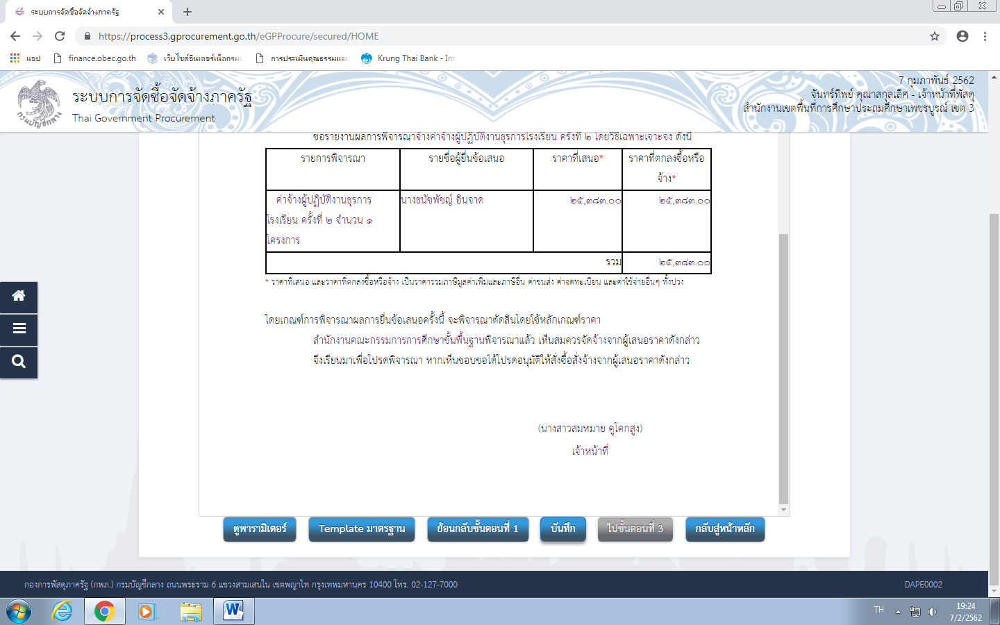 ระบบการจัดซื้อจัดจ้างภาครัฐ
https://process3.gprocurement.go.th/eGPProcure/secured/HOME
แอป
finance.obec.go.th
เว็บไซต์อินเตอร์เน็ตกรม
การประเมินคุณธรรมและ
Krung Thai Bank - Int
ระบบการจัดซื้อจัดจ้างภาครัฐ
Thai Government Procurement
7 กุมภาพันธ์ 2562
จันทร์ทิพย์ คุณาสกุลเลิศ - เจ้าหน้าที่พัสดุ
สำนักงานเขตพื้นที่การศึกษาประถมศึกษาเพชรบูรณ์ เขต 3
กรมบัญชีกลาง
ขอรายงานผลการพิจารณาจ้างค่าจ้างผู้ปฏิบัติงานธุรการโรงเรียน ครั้งที่ ๒ โดยวิธีเฉพาะเจาะจง ดังนี้
รายการพิจารณา
รายชื่อผู้ยื่นข้อเสนอ
ราคาที่เสนอ*
ราคาที่ตกลงซื้อหรือ
จ้าง*
ค่าจ้างผู้ปฏิบัติงานธุรการ
โรงเรียน ครั้งที่ ๒ จำนวน ๑
โครงการ
นางธนัชพัชญ์ อินจาด
๒๕,๓๘๓.๐๐
๒๕,๓๘๓.๐๐
รวม
๒๕,๓๘๓.๐๐
* ราคาที่เสนอ และราคาที่ตกลงซื้อหรือจ้าง เป็นราคารวมภาษีมูลค่าเพิ่มและภาษีอื่น ค่าขนส่ง ค่าจดทะเบียน และค่าใช้จ่ายอื่นๆ ทั้งปวง
โดยเกณฑ์การพิจารณาผลการยื่นข้อเสนอครั้งนี้ จะพิจารณาตัดสินโดยใช้หลักเกณฑ์ราคา
สำนักงานคณะกรรมการการศึกษาขั้นพื้นฐานพิจารณาแล้ว เห็นสมควรจัดจ้างจากผู้เสนอราคาดังกล่าว
จึงเรียนมาเพื่อโปรดพิจารณา หากเห็นชอบขอได้โปรดอนุมัติให้สั่งซื้อสั่งจ้างจากผู้เสนอราคาดังกล่าว
(นางสาวสมหมาย คูโคกสูง)
เจ้าหน้าที่
ดูพารามิเตอร์
Template มาตรฐาน
ย้อนกลับขั้นตอนที่ 1
บันทึก
ไปขั้นตอนที่ 3
กลับสู่หน้าหลัก
กองการพัสดุภาครัฐ (กพภ.) กรมบัญชีกลาง ถนนพระราม 6 แขวงสามเสนใน เขตพญาไท กรุงเทพมหานคร 10400 โทร. 02-127-7000
DAPE0002
TH
19:24
7/2/2562